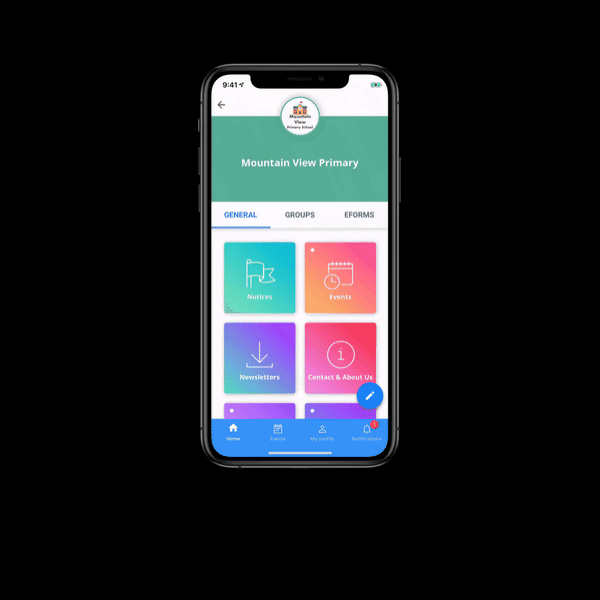 9:41
Mountain
View
Primary School
Mountain View Primary
GENERAL GROUPS EFORMS
Notices Events
i
Newsletters Contact & About Us
1
Home Events My profile Notifications